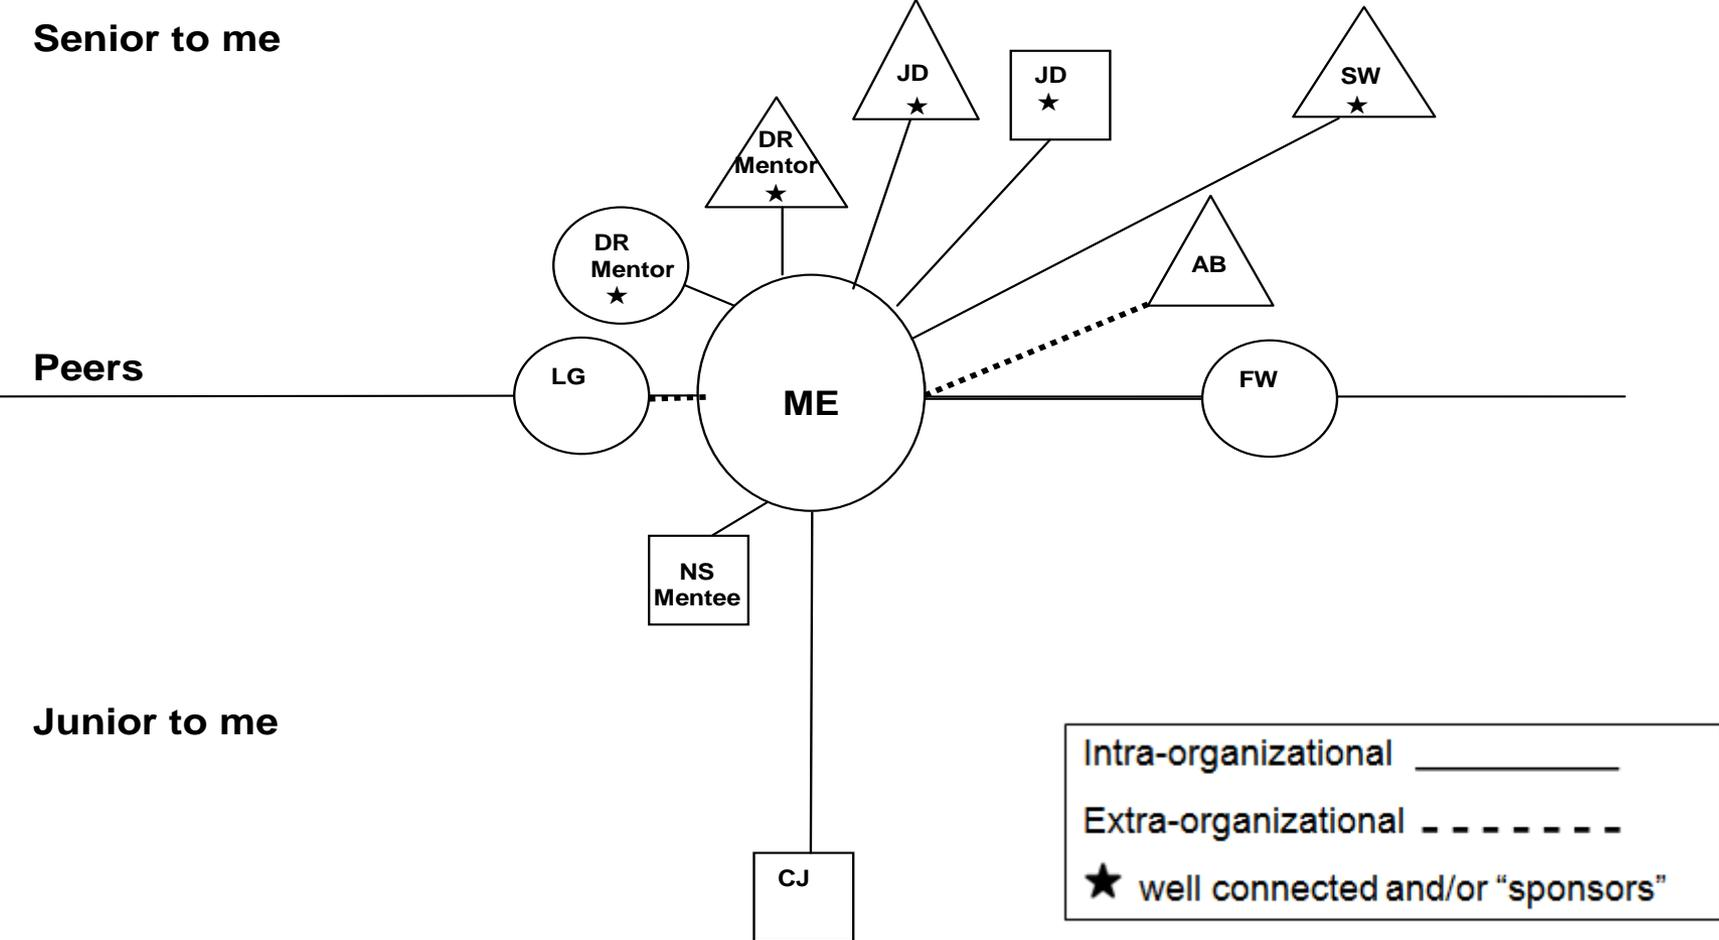 Senior to me
JD
★
JD
★
SW
★
DR
Mentor
★
DR
Mentor
★
AB
Peers
LG
ME
FW
NS
Mentee
Junior to me
CJ
Intra-organizational
Extra-organizational
★ well connected and/or “sponsors”